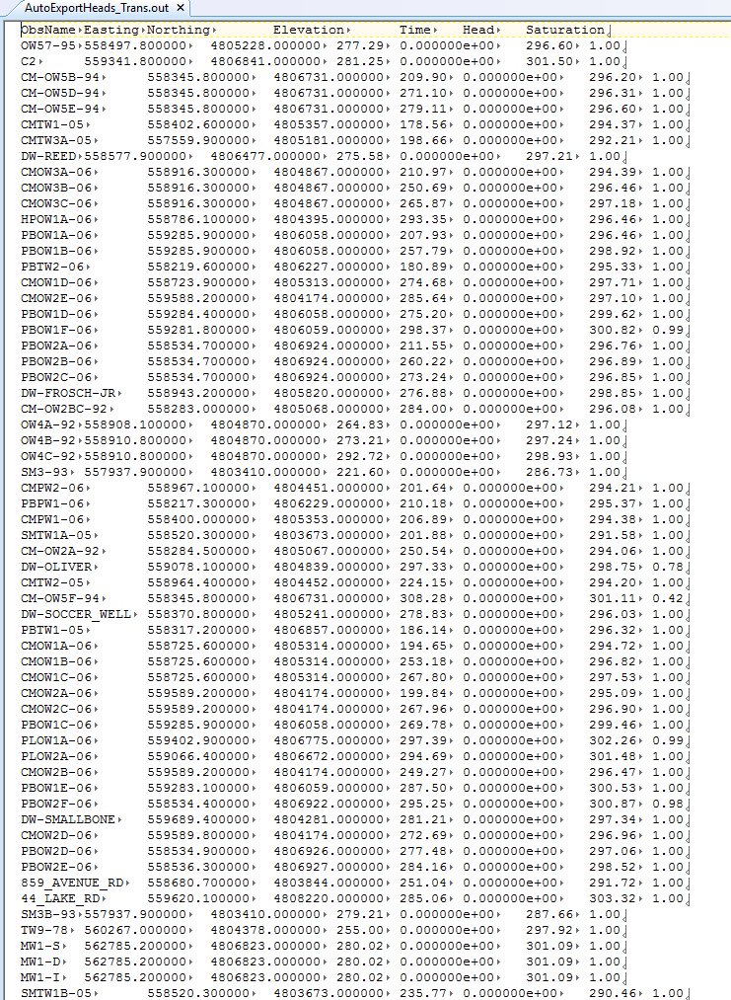 AutoExportHeads_Trans.out
ObsName Easting Northing Elevation Time Head Saturation
OW57-95 558497.800000 4805228.000000 277.29 0.000000e+00 296.60 1.00
C2 559341.800000 4806841.000000 281.25 0.000000e+00 301.50 1.00
CM-OW5B-94 558345.800000 4806731.000000 209.90 0.000000e+00 296.20 1.00
CM-OW5D-94 558345.800000 4806731.000000 271.10 0.000000e+00 296.31 1.00
CM-OW5E-94 558345.800000 4806731.000000 279.11 0.000000e+00 296.60 1.00
CMTW1-05 558402.600000 4805357.000000 178.56 0.000000e+00 294.37 1.00
CMTW3A-05 557559.900000 4805181.000000 198.66 0.000000e+00 292.21 1.00
DW-REED 558577.900000 4806477.000000 275.58 0.000000e+00 297.21 1.00
CMOW3A-06 558916.300000 4804867.000000 210.97 0.000000e+00 294.39 1.00
CMOW3B-06 558916.300000 4804867.000000 250.69 0.000000e+00 296.46 1.00
CMOW3C-06 558916.300000 4804867.000000 265.87 0.000000e+00 297.18 1.00
HPOW1A-06 558786.100000 4804395.000000 293.35 0.000000e+00 296.46 1.00
PBOW1A-06 559285.900000 4806058.000000 207.93 0.000000e+00 296.46 1.00
PBOW1B-06 559285.900000 4806058.000000 257.79 0.000000e+00 298.92 1.00
PBTW2-06 558219.600000 4806227.000000 180.89 0.000000e+00 295.33 1.00
CMOW1D-06 558723.900000 4805313.000000 274.68 0.000000e+00 297.71 1.00
CMOW2E-06 559588.200000 4804174.000000 285.64 0.000000e+00 297.10 1.00
PBOW1D-06 559284.400000 4806058.000000 275.20 0.000000e+00 299.62 1.00
PBOW1F-06 559281.800000 4806059.000000 298.37 0.000000e+00 300.82 0.99
PBOW2A-06 558534.700000 4806924.000000 211.55 0.000000e+00 296.76 1.00
PBOW2B-06 558534.700000 4806924.000000 260.22 0.000000e+00 296.89 1.00
PBOW2C-06 558534.700000 4806924.000000 273.24 0.000000e+00 296.85 1.00
DW-FROSCH-JR 558943.200000 4805820.000000 276.88 0.000000e+00 298.85 1.00
CM-OW2BC-92 558283.000000 4805068.000000 284.00 0.000000e+00 296.08 1.00
OW4A-92 558908.100000 4804870.000000 264.83 0.000000e+00 297.12 1.00
OW4B-92 558910.800000 4804870.000000 273.21 0.000000e+00 297.24 1.00
OW4C-92 558910.800000 4804870.000000 292.72 0.000000e+00 298.93 1.00
SM3-93 557937.900000 4803410.000000 221.60 0.000000e+00 286.73 1.00
CMPW2-06 558967.100000 4804451.000000 201.64 0.000000e+00 294.21 1.00
PBPW1-06 558217.300000 4806229.000000 210.18 0.000000e+00 295.37 1.00
CMPW1-06 558400.000000 4805353.000000 206.89 0.000000e+00 294.38 1.00
SMTW1A-05 558520.300000 4803673.000000 201.88 0.000000e+00 291.58 1.00
CM-OW2A-92 558284.500000 4805067.000000 250.54 0.000000e+00 294.06 1.00
DW-OLIVER 559078.100000 4804839.000000 297.33 0.000000e+00 298.75 0.78
CMTW2-05 558964.400000 4804452.000000 224.15 0.000000e+00 294.20 1.00
CM-OW5F-94 558345.800000 4806731.000000 308.28 0.000000e+00 301.11 0.42
DW-SOCCER_WELL 558370.800000 4805241.000000 278.83 0.000000e+00 296.03 1.00
PBTW1-05 558317.200000 4806857.000000 186.14 0.000000e+00 296.32 1.00
CMOW1A-06 558725.600000 4805314.000000 194.65 0.000000e+00 294.72 1.00
CMOW1B-06 558725.600000 4805314.000000 253.18 0.000000e+00 296.82 1.00
CMOW1C-06 558725.600000 4805314.000000 267.80 0.000000e+00 297.53 1.00
CMOW2A-06 559589.200000 4804174.000000 199.84 0.000000e+00 295.09 1.00
CMOW2C-06 559589.200000 4804174.000000 267.96 0.000000e+00 296.90 1.00
PBOW1C-06 559285.900000 4806058.000000 269.78 0.000000e+00 299.46 1.00
PLOW1A-06 559402.900000 4806775.000000 297.39 0.000000e+00 302.26 0.99
PLOW2A-06 559066.400000 4806672.000000 294.69 0.000000e+00 301.48 1.00
CMOW2B-06 559589.200000 4804174.000000 249.27 0.000000e+00 296.47 1.00
PBOW1E-06 559283.100000 4806059.000000 287.50 0.000000e+00 300.53 1.00
PBOW2F-06 558534.400000 4806922.000000 295.25 0.000000e+00 300.87 0.98
DW-SMALLBONE 559689.400000 4804281.000000 281.21 0.000000e+00 297.34 1.00
CMOW2D-06 559589.800000 4804174.000000 272.69 0.000000e+00 296.96 1.00
PBOW2D-06 558534.900000 4806926.000000 277.48 0.000000e+00 297.06 1.00
PBOW2E-06 558536.300000 4806927.000000 284.16 0.000000e+00 298.52 1.00
859_AVENUE_RD 558680.700000 4803844.000000 251.04 0.000000e+00 291.72 1.00
44_LAKE_RD 559620.100000 4808220.000000 285.06 0.000000e+00 303.32 1.00
SM3B-93 557937.900000 4803410.000000 279.21 0.000000e+00 287.66 1.00
TW9-78 560267.000000 4804378.000000 255.00 0.000000e+00 297.92 1.00
MW1-S 562785.200000 4806823.000000 280.02 0.000000e+00 301.09 1.00
MW1-D 562785.200000 4806823.000000 280.02 0.000000e+00 301.09 1.00
MW1-I 562785.200000 4806823.000000 280.02 0.000000e+00 301.09 1.00
SMTW1B-05 558520.300000 4803673.000000 235.77 0.000000e+00 290.46 1.00